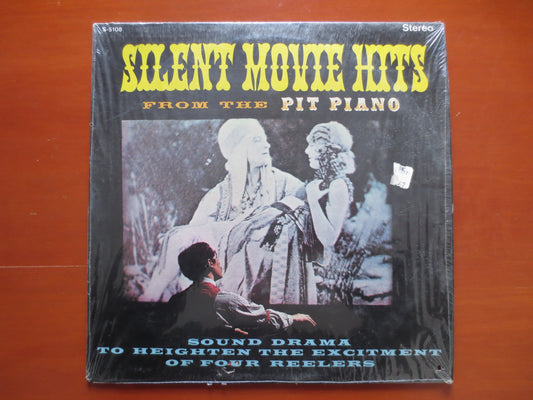 S-5108 Stereo
SILENT MOVIE HITS
FROM THE PIT PIANO
SOUND DRAMA
TO HEIGHTEN THE EXCITMENT
OF FOUR REELERS